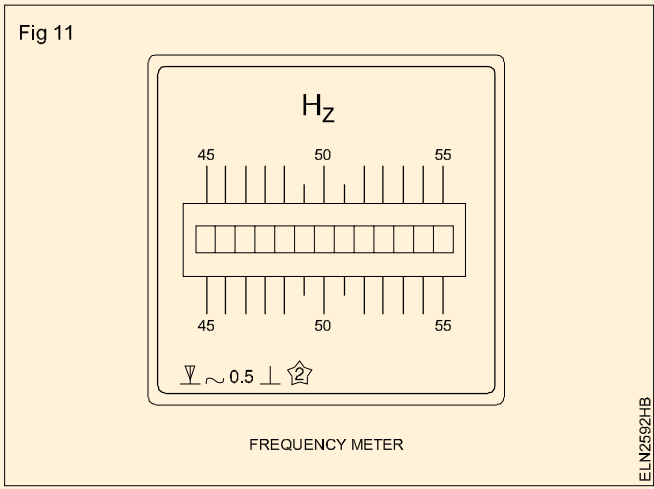 Fig 11
Hz
45 50 55
45 50 55
~ 0.5 ⊥ 2
FREQUENCY METER
ELN2592HB